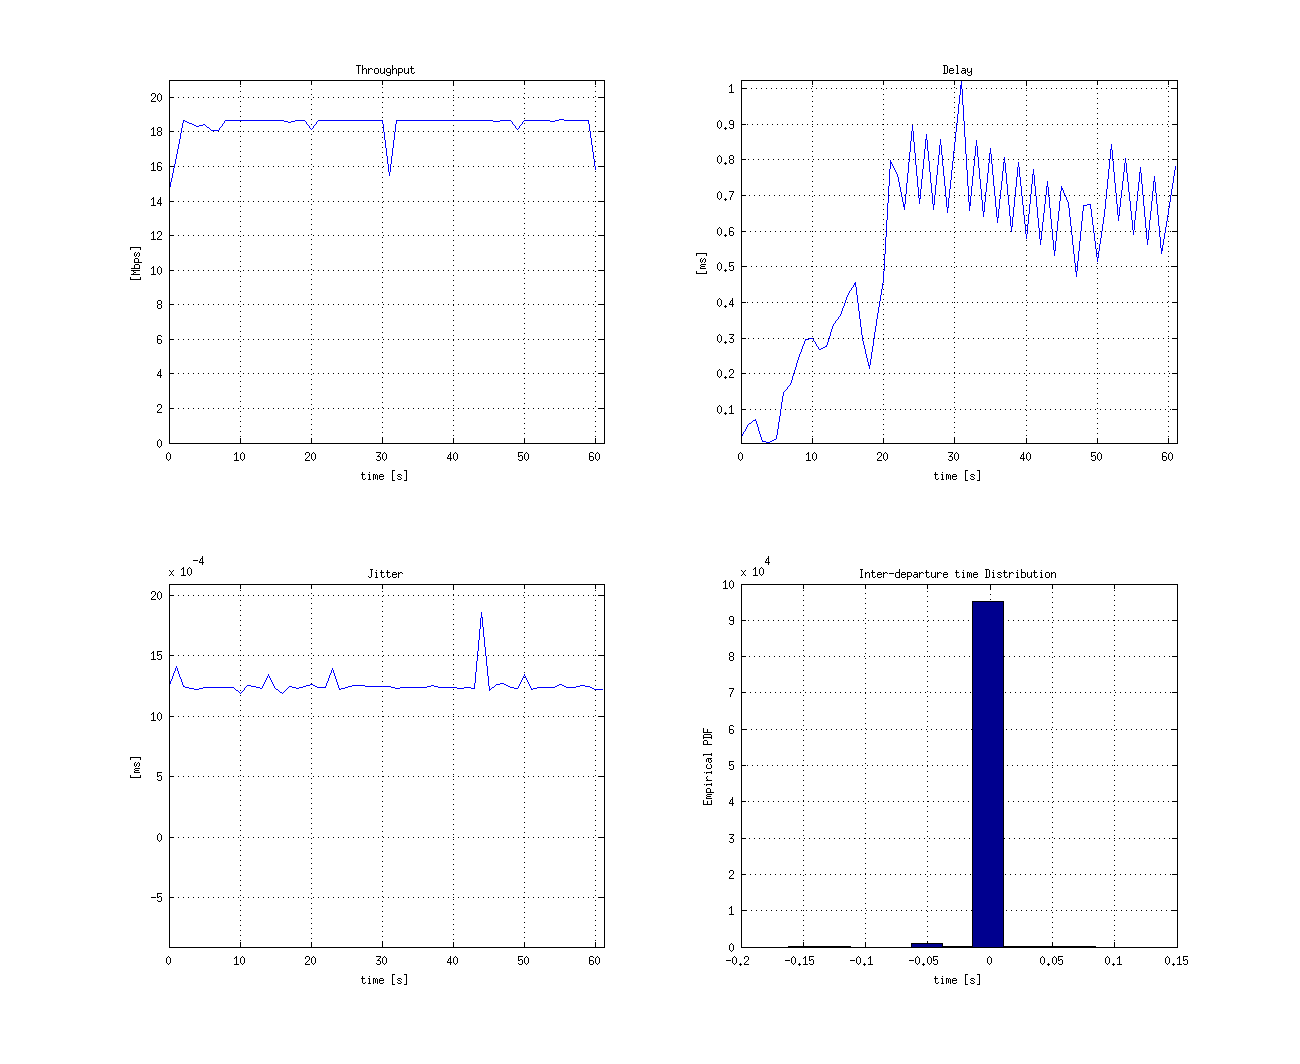 Throughput
20
18
16
14
12
10
8
6
4
2
0
[Mbps]
0 10 20 30 40 50 60
time [s]
Delay
1
0.9
0.8
0.7
0.6
0.5
0.4
0.3
0.2
0.1
[ms]
0 10 20 30 40 50 60
time [s]
x 10^-4
Jitter
20
15
10
5
0
-5
[ms]
0 10 20 30 40 50 60
time [s]
x 10^4
Inter-departure time Distribution
10
9
8
7
6
5
4
3
2
1
0
Empirical PDF
-0.2 -0.15 -0.1 -0.05 0 0.05 0.1 0.15
time [s]